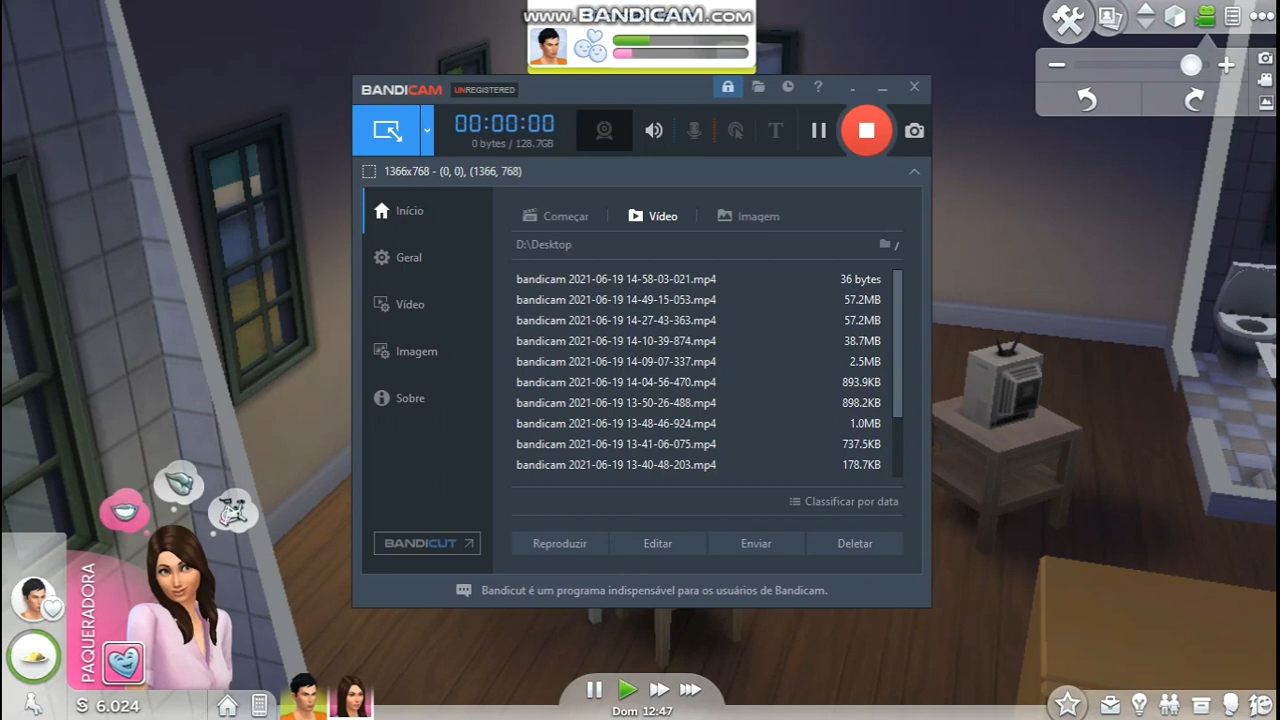 www.BANDICAM.com
BANDICAM UNREGISTERED
?
00:00:00
0 bytes / 128.7GB
T
1366x768 - (0, 0), (1366, 768)
Início
Geral
Vídeo
Imagem
Sobre
BANDICUT
Começar Vídeo Imagem
D:\Desktop /
bandicam 2021-06-19 14-58-03-021.mp4 36 bytes
bandicam 2021-06-19 14-49-15-053.mp4 57.2MB
bandicam 2021-06-19 14-27-43-363.mp4 57.2MB
bandicam 2021-06-19 14-10-39-874.mp4 38.7MB
bandicam 2021-06-19 14-09-07-337.mp4 2.5MB
bandicam 2021-06-19 14-04-56-470.mp4 893.9KB
bandicam 2021-06-19 13-50-26-488.mp4 898.2KB
bandicam 2021-06-19 13-48-46-924.mp4 1.0MB
bandicam 2021-06-19 13-41-06-075.mp4 737.5KB
bandicam 2021-06-19 13-40-48-203.mp4 178.7KB
Classificar por data
Reproduzir Editar Enviar Deletar
Bandicut é um programa indispensável para os usuários de Bandicam.
PAQUERADORA
§ 6.024
Dom 12:47